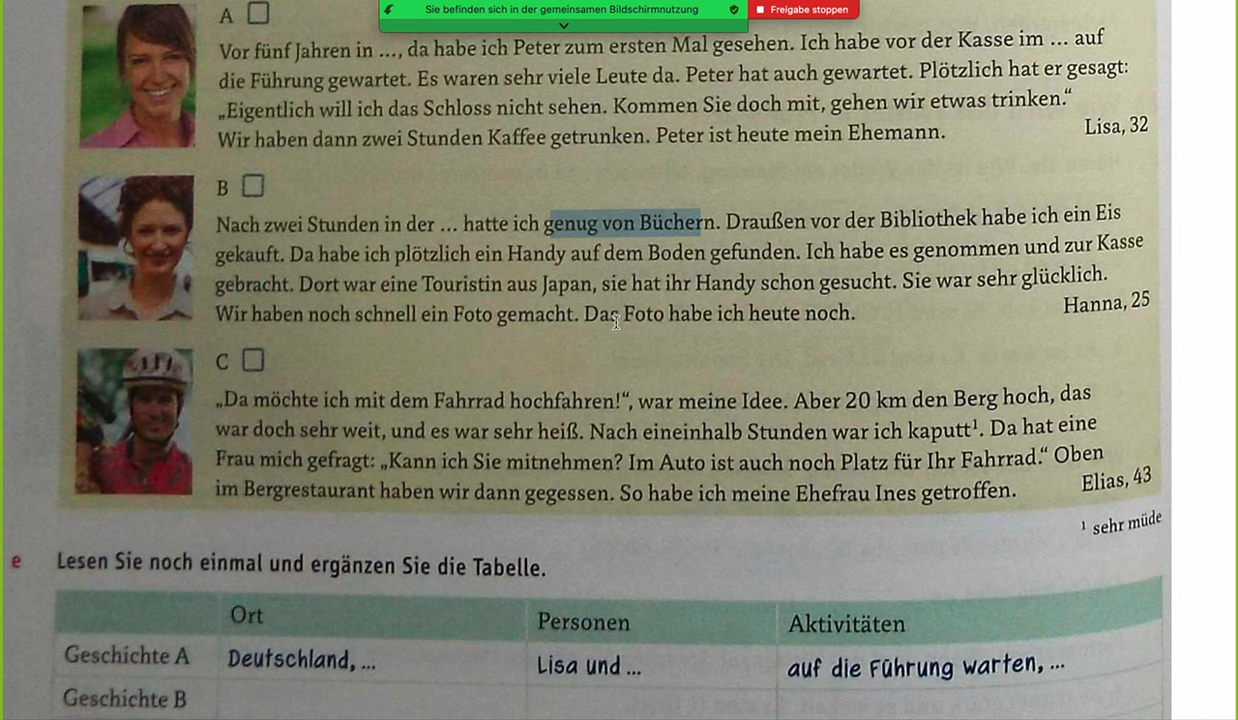 Sie befinden sich in der gemeinsamen Bildschirmnutzung
Freigabe stoppen
A
Vor fünf Jahren in ..., da habe ich Peter zum ersten Mal gesehen. Ich habe vor der Kasse im ... auf
die Führung gewartet. Es waren sehr viele Leute da. Peter hat auch gewartet. Plötzlich hat er gesagt:
„Eigentlich will ich das Schloss nicht sehen. Kommen Sie doch mit, gehen wir etwas trinken.“
Wir haben dann zwei Stunden Kaffee getrunken. Peter ist heute mein Ehemann.
Lisa, 32
B
Nach zwei Stunden in der ... hatte ich genug von Büchern. Draußen vor der Bibliothek habe ich ein Eis
gekauft. Da habe ich plötzlich ein Handy auf dem Boden gefunden. Ich habe es genommen und zur Kasse
gebracht. Dort war eine Touristin aus Japan, sie hat ihr Handy schon gesucht. Sie war sehr glücklich.
Wir haben noch schnell ein Foto gemacht. Das Foto habe ich heute noch.
Hanna, 25
C
„Da möchte ich mit dem Fahrrad hochfahren!“, war meine Idee. Aber 20 km den Berg hoch, das
war doch sehr weit, und es war sehr heiß. Nach eineinhalb Stunden war ich kaputt¹. Da hat eine
Frau mich gefragt: „Kann ich Sie mitnehmen? Im Auto ist auch noch Platz für Ihr Fahrrad.“ Oben
im Bergrestaurant haben wir dann gegessen. So habe ich meine Ehefrau Ines getroffen.
Elias, 43
¹ sehr müde
e Lesen Sie noch einmal und ergänzen Sie die Tabelle.
Ort Personen Aktivitäten
Geschichte A Deutschland, ... Lisa und ... auf die Führung warten, ...
Geschichte B